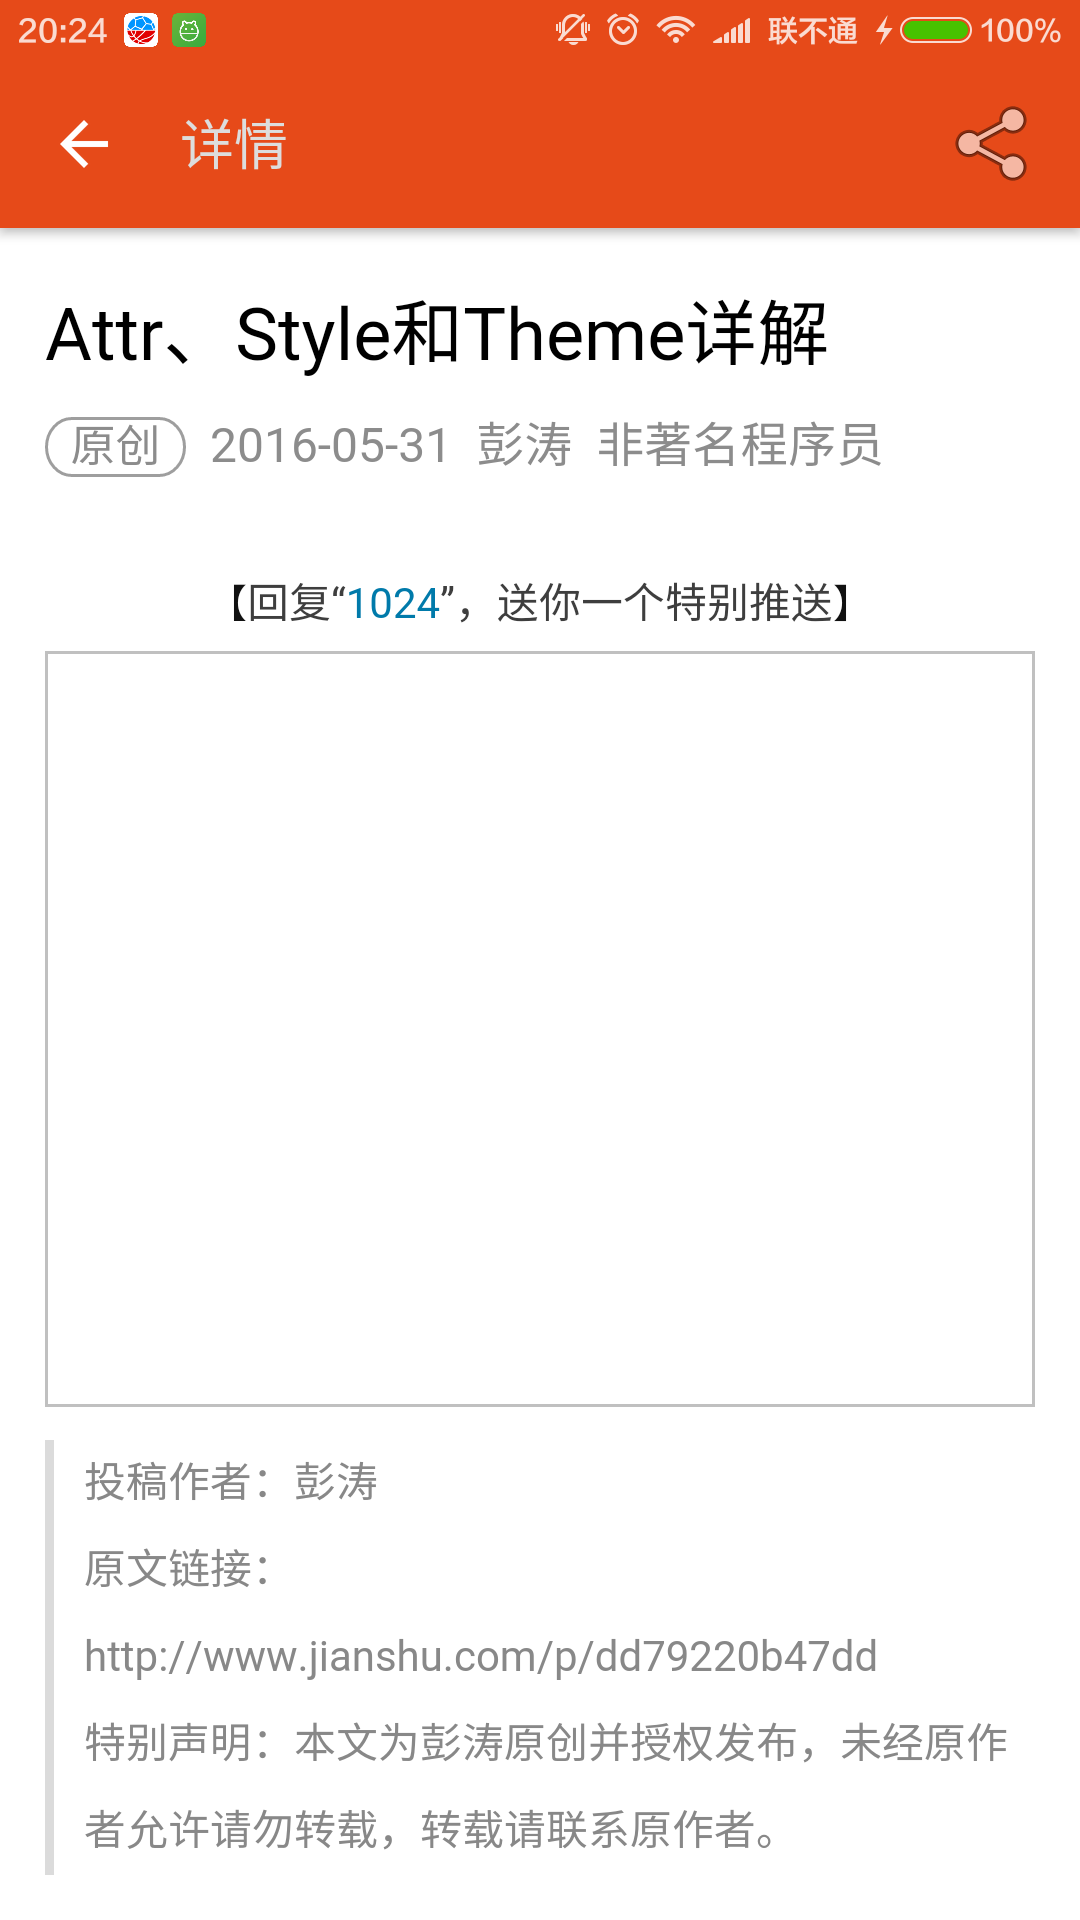 20:24 联不通 100%
详情
Attr、Style和Theme详解
原创 2016-05-31 彭涛 非著名程序员
【回复“1024”，送你一个特别推送】
投稿作者：彭涛
原文链接：
http://www.jianshu.com/p/dd79220b47dd
特别声明：本文为彭涛原创并授权发布，未经原作
者允许请勿转载，转载请联系原作者。